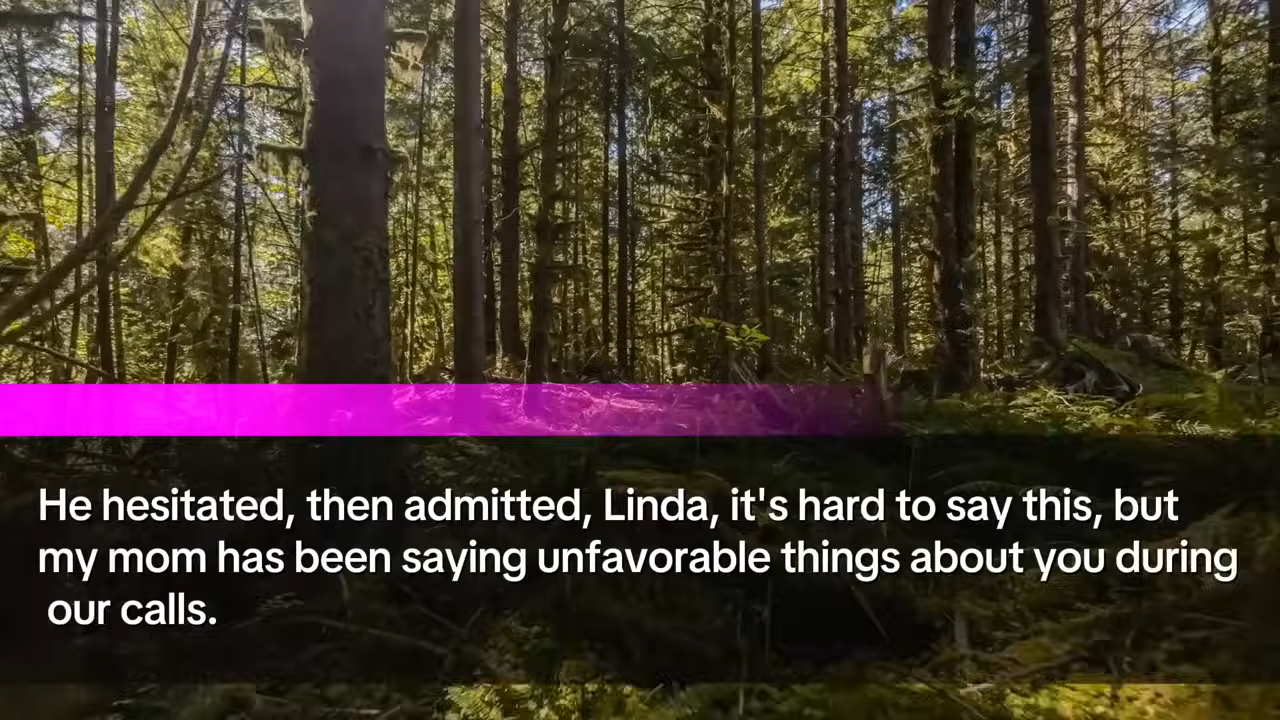 He hesitated, then admitted, Linda, it's hard to say this, but
my mom has been saying unfavorable things about you during
our calls.